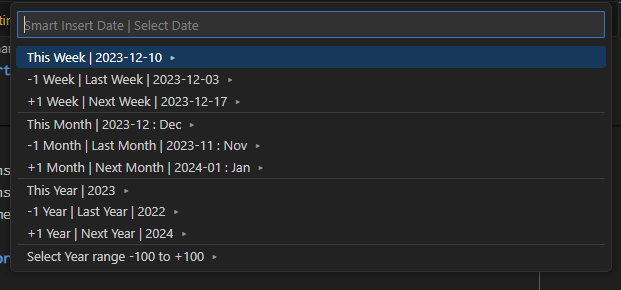 Smart Insert Date | Select Date
This Week | 2023-12-10 ▸
-1 Week | Last Week | 2023-12-03 ▸
+1 Week | Next Week | 2023-12-17 ▸
This Month | 2023-12 : Dec ▸
-1 Month | Last Month | 2023-11 : Nov ▸
+1 Month | Next Month | 2024-01 : Jan ▸
This Year | 2023 ▸
-1 Year | Last Year | 2022 ▸
+1 Year | Next Year | 2024 ▸
Select Year range -100 to +100 ▸